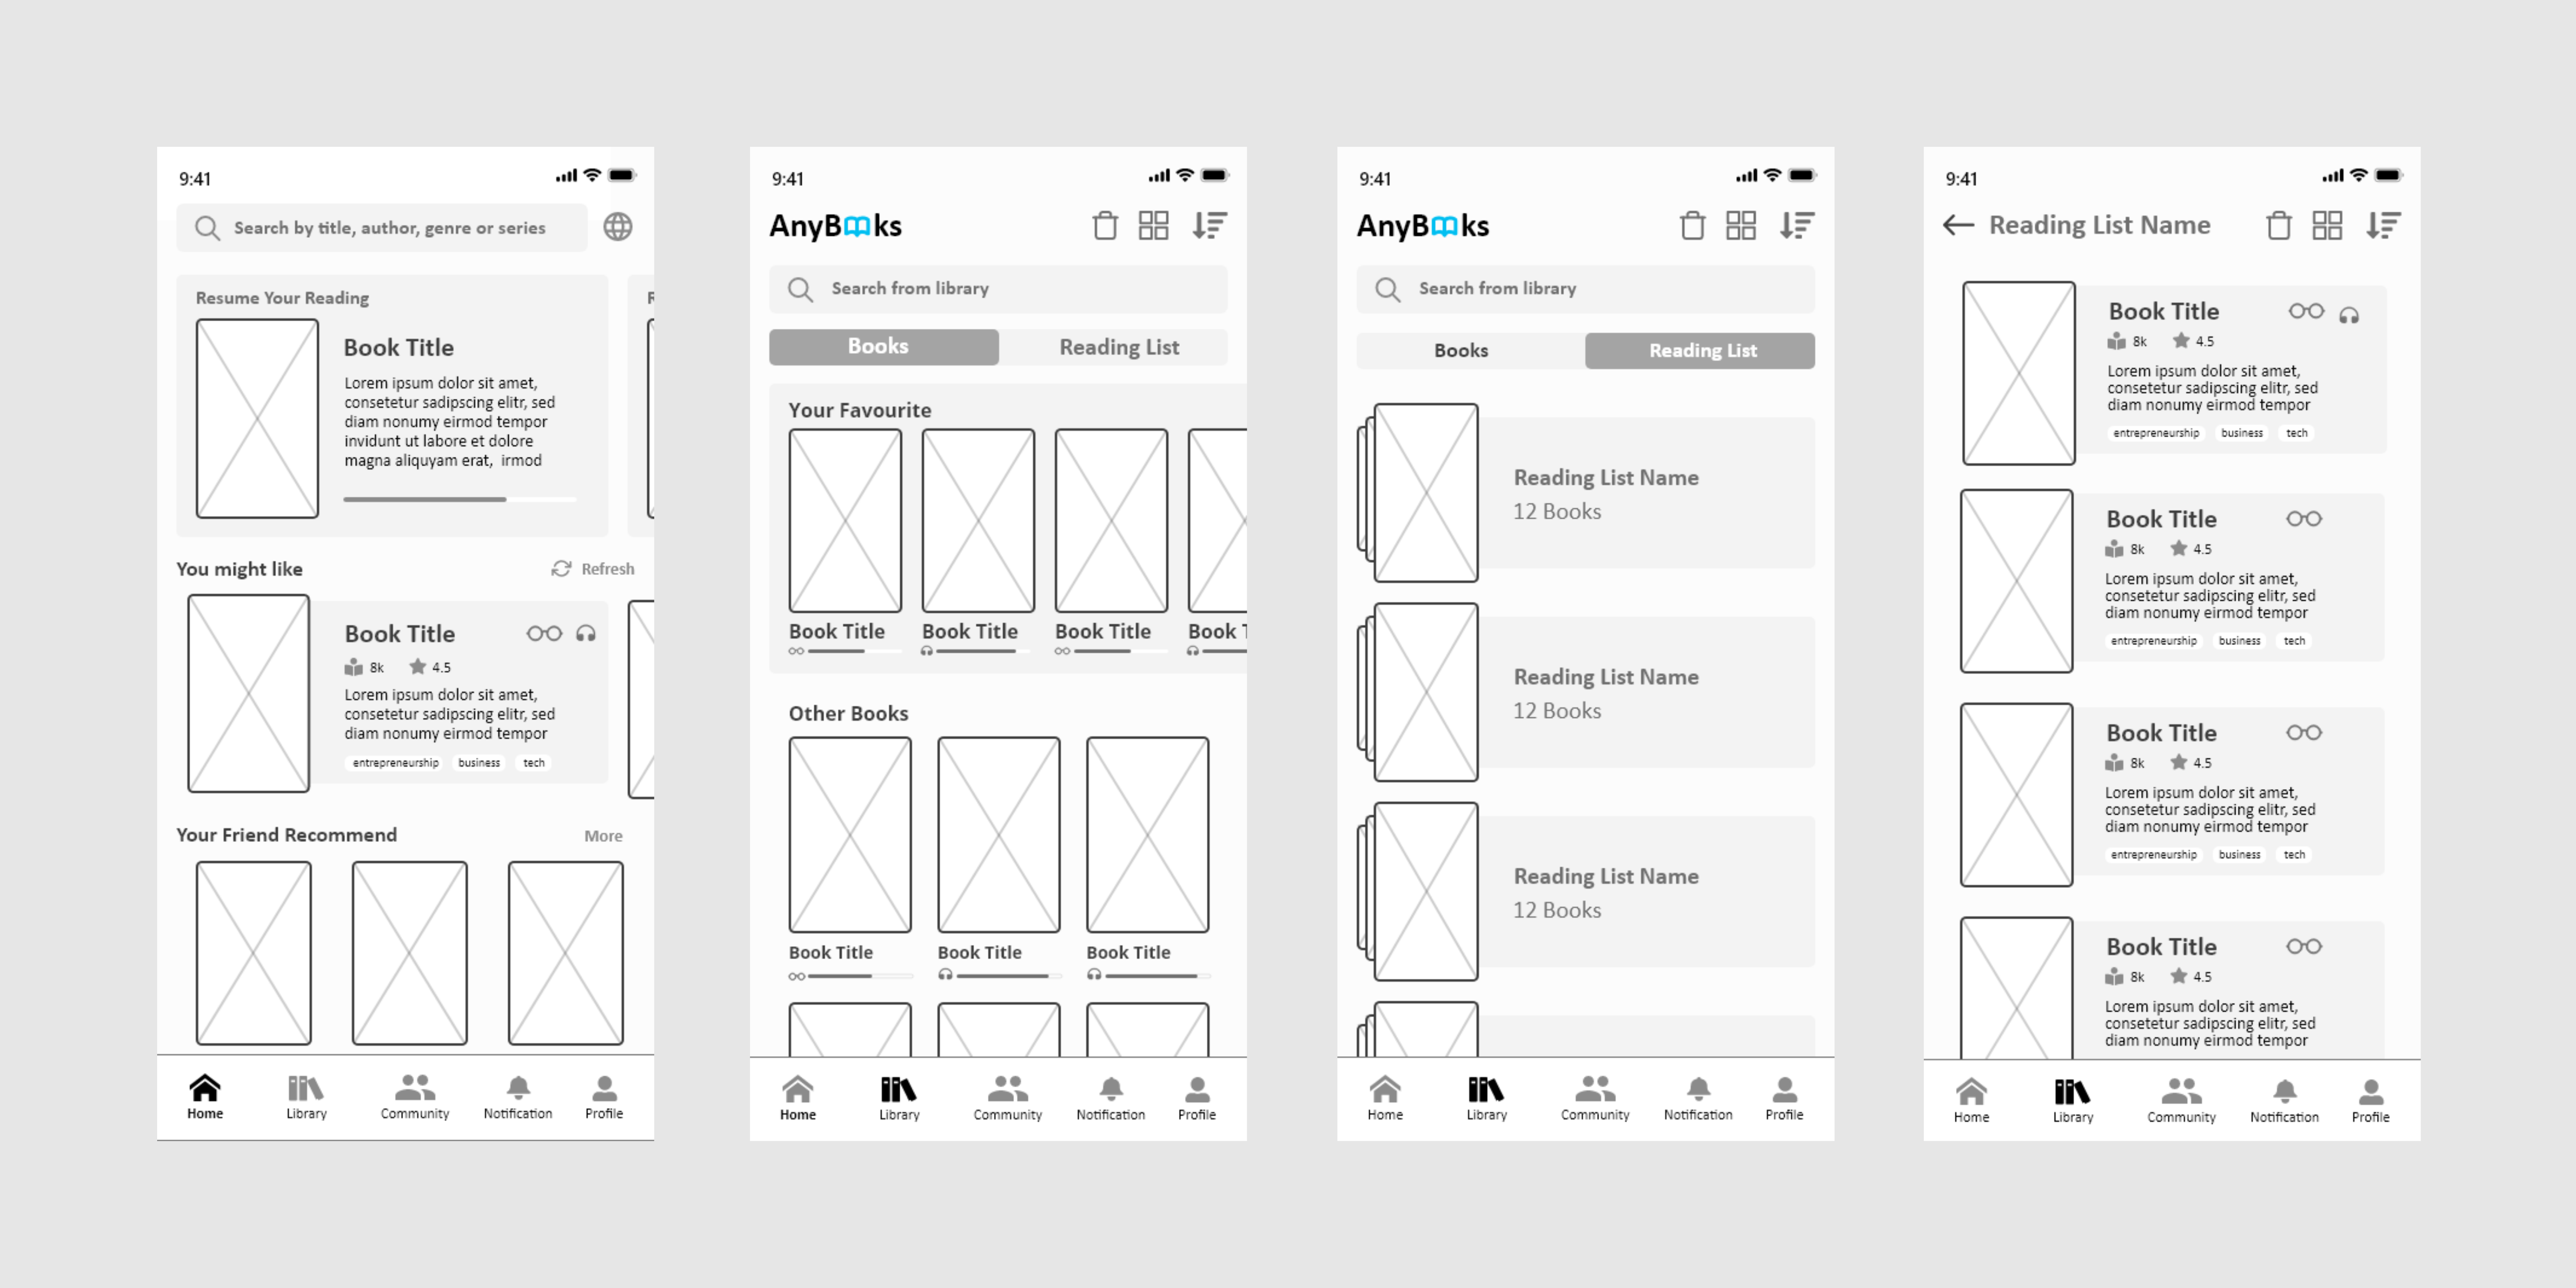 9:41
Search by title, author, genre or series
Resume Your Reading
R
Book Title
Lorem ipsum dolor sit amet,
consetetur sadipscing elitr, sed
diam nonumy eirmod tempor
invidunt ut labore et dolore
magna aliquyam erat, irmod
You might like
Refresh
Book Title
8k 4.5
Lorem ipsum dolor sit amet,
consetetur sadipscing elitr, sed
diam nonumy eirmod tempor
entrepreneurship business tech
Your Friend Recommend
More
Home Library Community Notification Profile
9:41
AnyBooks
Search from library
Books Reading List
Your Favourite
Book Title Book Title Book Title Book T
Other Books
Book Title Book Title Book Title
Home Library Community Notification Profile
9:41
AnyBooks
Search from library
Books Reading List
Reading List Name
12 Books
Reading List Name
12 Books
Reading List Name
12 Books
Home Library Community Notification Profile
9:41
Reading List Name
Book Title
8k 4.5
Lorem ipsum dolor sit amet,
consetetur sadipscing elitr, sed
diam nonumy eirmod tempor
entrepreneurship business tech
Book Title
8k 4.5
Lorem ipsum dolor sit amet,
consetetur sadipscing elitr, sed
diam nonumy eirmod tempor
entrepreneurship business tech
Book Title
8k 4.5
Lorem ipsum dolor sit amet,
consetetur sadipscing elitr, sed
diam nonumy eirmod tempor
entrepreneurship business tech
Book Title
8k 4.5
Lorem ipsum dolor sit amet,
consetetur sadipscing elitr, sed
diam nonumy eirmod tempor
Home Library Community Notification Profile